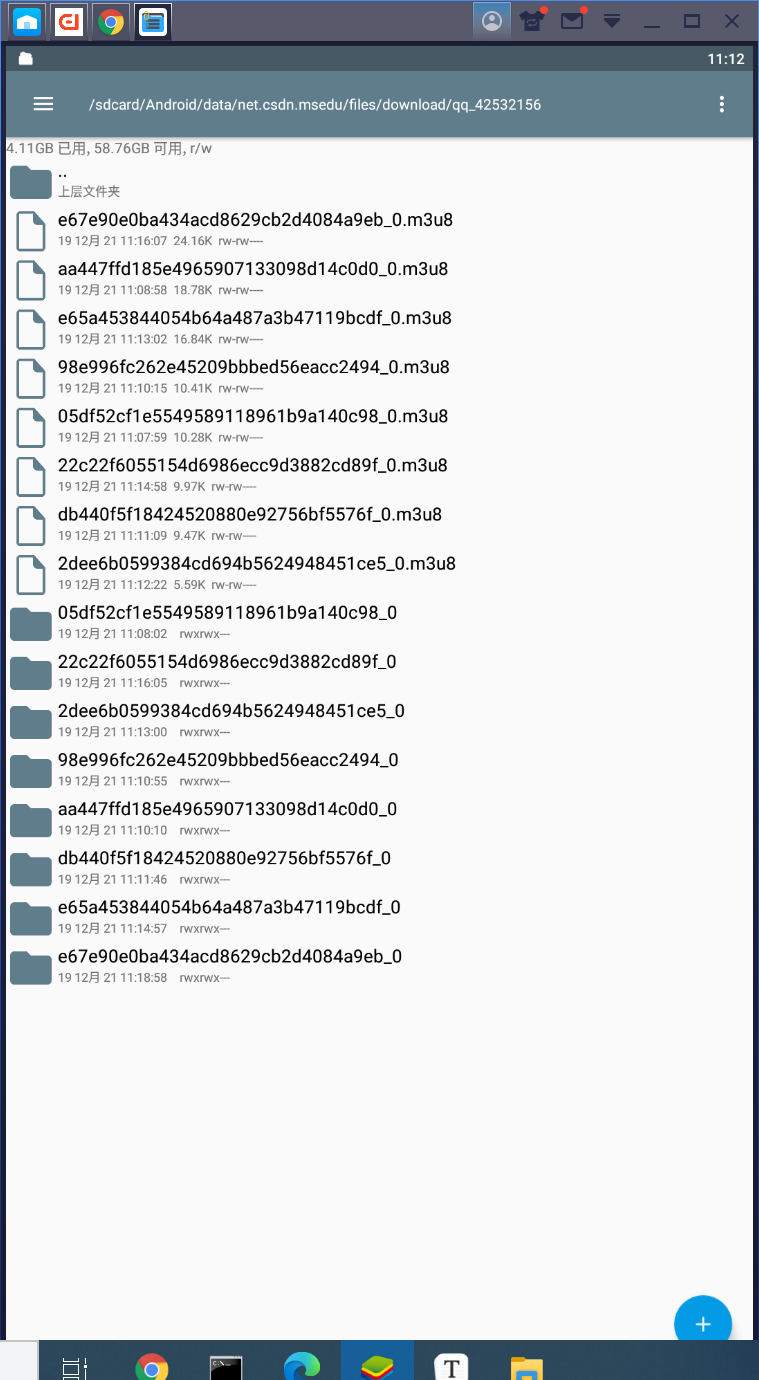 11:12
/sdcard/Android/data/net.csdn.msedu/files/download/qq_42532156
4.11GB 已用, 58.76GB 可用, r/w
..
上层文件夹
e67e90e0ba434acd8629cb2d4084a9eb_0.m3u8
19 12月 21 11:16:07 24.16K rw-rw----
aa447ffd185e4965907133098d14c0d0_0.m3u8
19 12月 21 11:08:58 18.78K rw-rw----
e65a453844054b64a487a3b47119bcdf_0.m3u8
19 12月 21 11:13:02 16.84K rw-rw----
98e996fc262e45209bbbed56eacc2494_0.m3u8
19 12月 21 11:10:15 10.41K rw-rw----
05df52cf1e5549589118961b9a140c98_0.m3u8
19 12月 21 11:07:59 10.28K rw-rw----
22c22f6055154d6986ecc9d3882cd89f_0.m3u8
19 12月 21 11:14:58 9.97K rw-rw----
db440f5f18424520880e92756bf5576f_0.m3u8
19 12月 21 11:11:09 9.47K rw-rw----
2dee6b0599384cd694b5624948451ce5_0.m3u8
19 12月 21 11:12:22 5.59K rw-rw----
05df52cf1e5549589118961b9a140c98_0
19 12月 21 11:08:02 rwxrwx---
22c22f6055154d6986ecc9d3882cd89f_0
19 12月 21 11:16:05 rwxrwx---
2dee6b0599384cd694b5624948451ce5_0
19 12月 21 11:13:00 rwxrwx---
98e996fc262e45209bbbed56eacc2494_0
19 12月 21 11:10:55 rwxrwx---
aa447ffd185e4965907133098d14c0d0_0
19 12月 21 11:10:10 rwxrwx---
db440f5f18424520880e92756bf5576f_0
19 12月 21 11:11:46 rwxrwx---
e65a453844054b64a487a3b47119bcdf_0
19 12月 21 11:14:57 rwxrwx---
e67e90e0ba434acd8629cb2d4084a9eb_0
19 12月 21 11:18:58 rwxrwx---
T